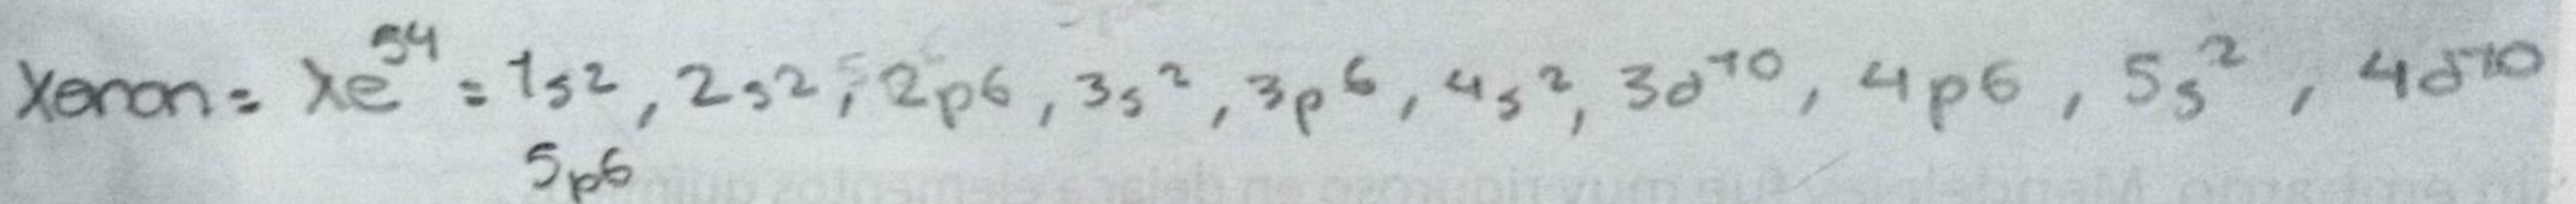 Xenon = Xe⁵⁴ = 1s2, 2s2, 2p6, 3s², 3p⁶, 4s², 3d¹⁰, 4p6, 5s², 4d¹⁰
5p6